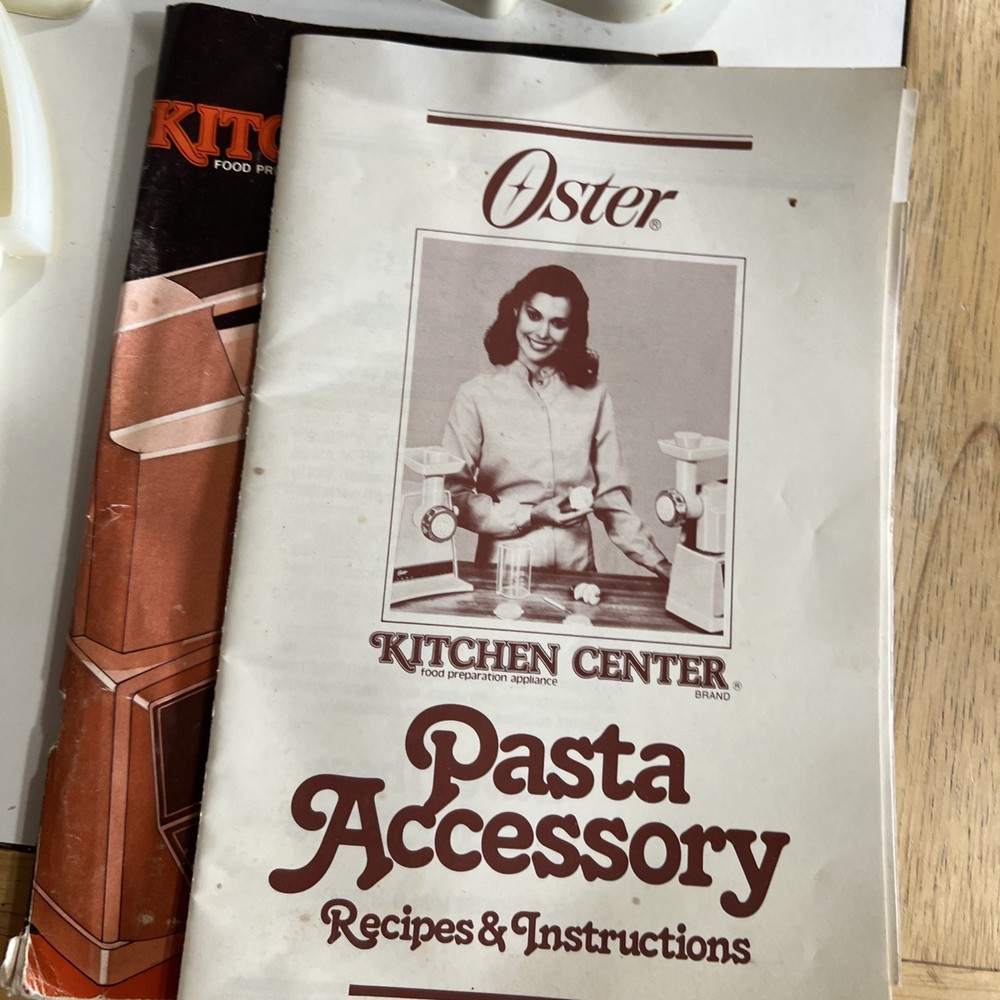 KITC
FOOD PR
Oster®
KITCHEN CENTER®
food preparation appliance
BRAND
Pasta
Accessory
Recipes & Instructions